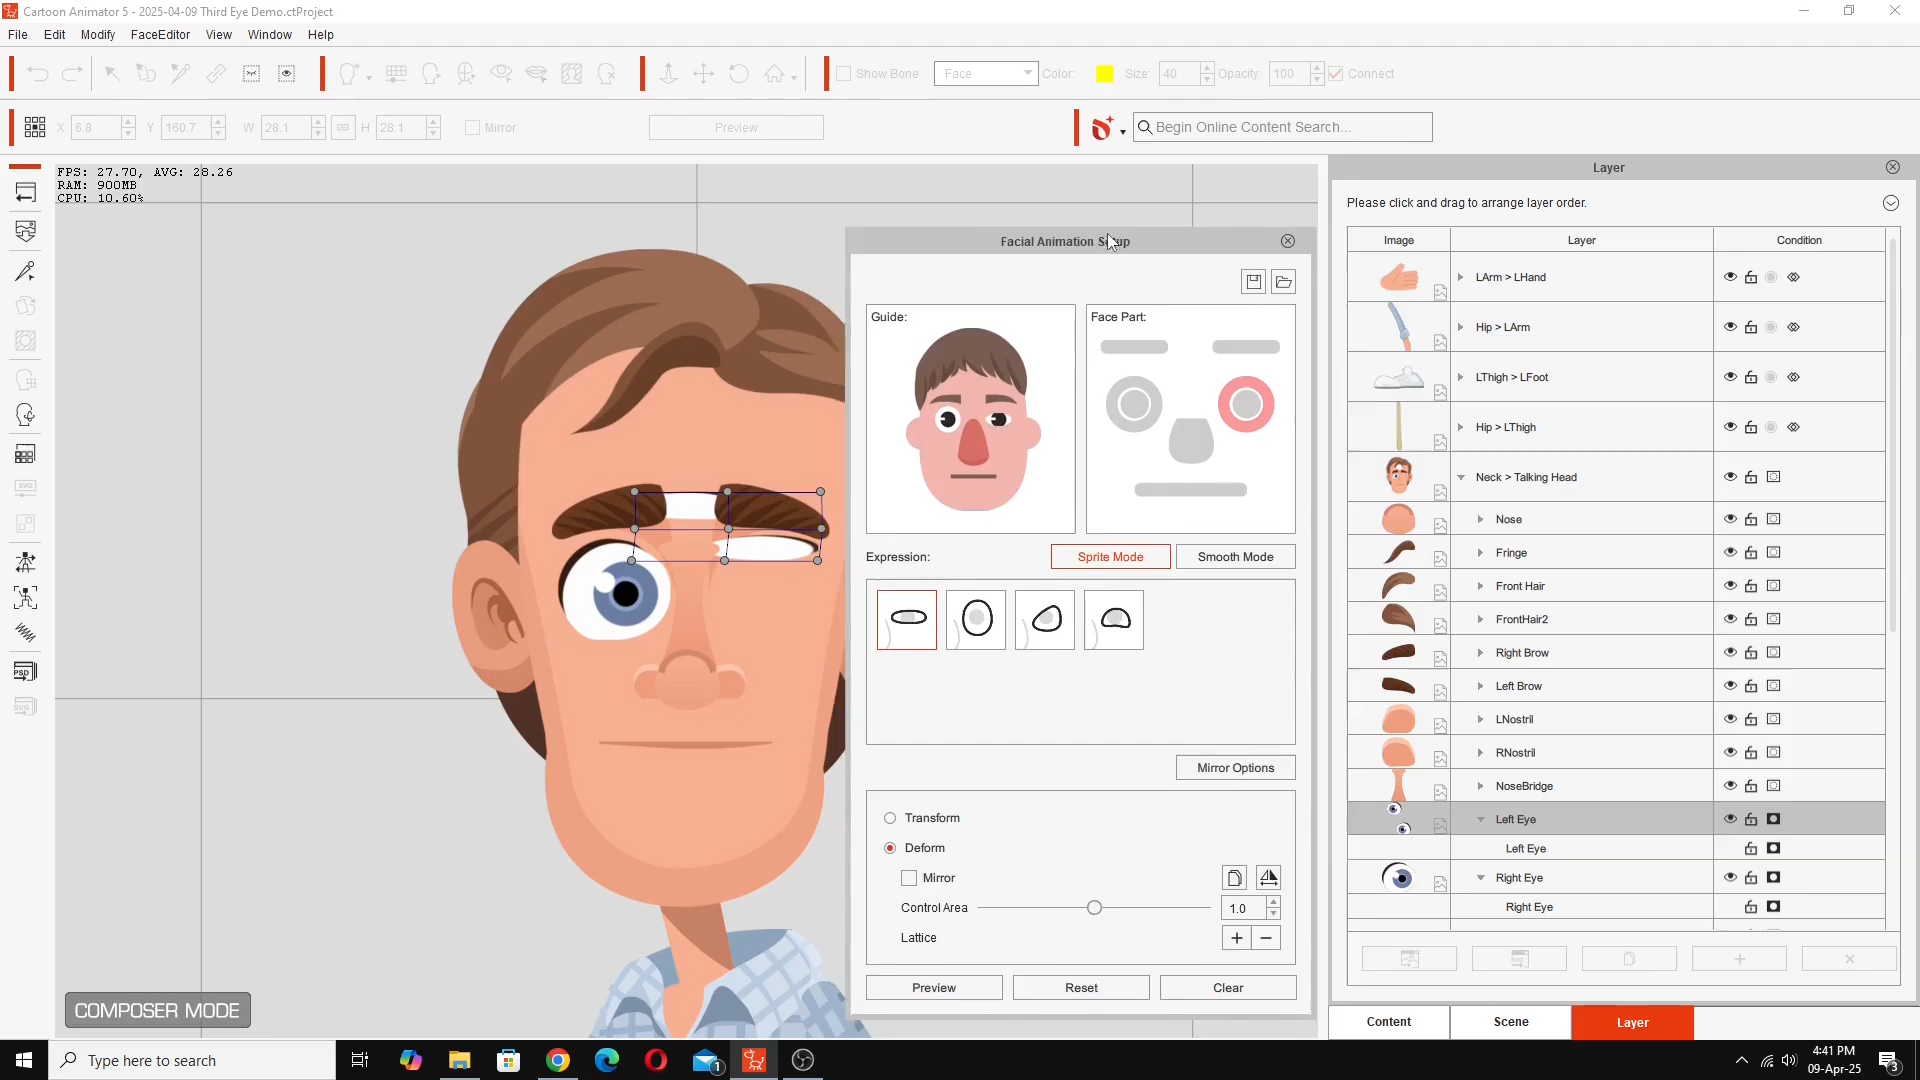 Cartoon Animator 5 - 2025-04-09 Third Eye Demo.ctProject
File Edit Modify FaceEditor View Window Help
Show Bone Face Color: Size: 40 Opacity: 100 Connect
X 6.8 Y 160.7 W 28.1 H 28.1 Mirror Preview Begin Online Content Search...
FPS: 27.70, AVG: 28.26
RAM: 900MB
CPU: 10.60%
SVG
PSD
SVG
COMPOSER MODE
Facial Animation Setup
Guide: Face Part:
Expression: Sprite Mode Smooth Mode
Mirror Options
Transform
Deform
Mirror
Control Area 1.0
Lattice
Preview Reset Clear
Layer
Please click and drag to arrange layer order.
Image Layer Condition
LArm > LHand
Hip > LArm
LThigh > LFoot
Hip > LThigh
Neck > Talking Head
Nose
Fringe
Front Hair
FrontHair2
Right Brow
Left Brow
LNostril
RNostril
NoseBridge
Left Eye
Left Eye
Right Eye
Right Eye
SVG
Content Scene Layer
Type here to search
1
4:41 PM
09-Apr-25
3